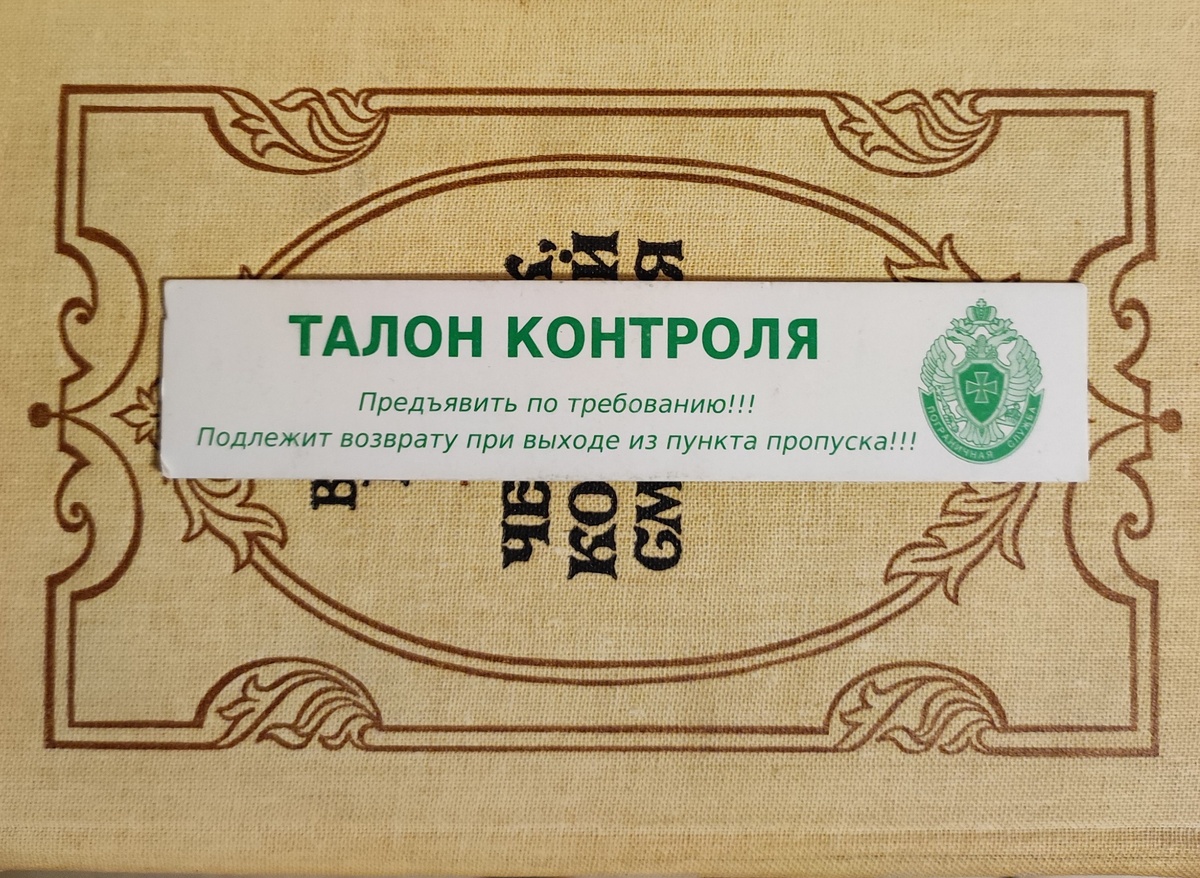 ТАЛОН КОНТРОЛЯ
Предъявить по требованию!!!
Подлежит возврату при выходе из пункта пропуска!!!
ПОГРАНИЧНАЯ СЛУЖБА